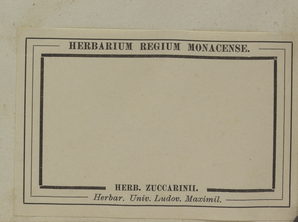 HERBARIUM REGIUM MONACENSE.
HERB. ZUCCARINII.
Herbar. Univ. Ludov. Maximil.